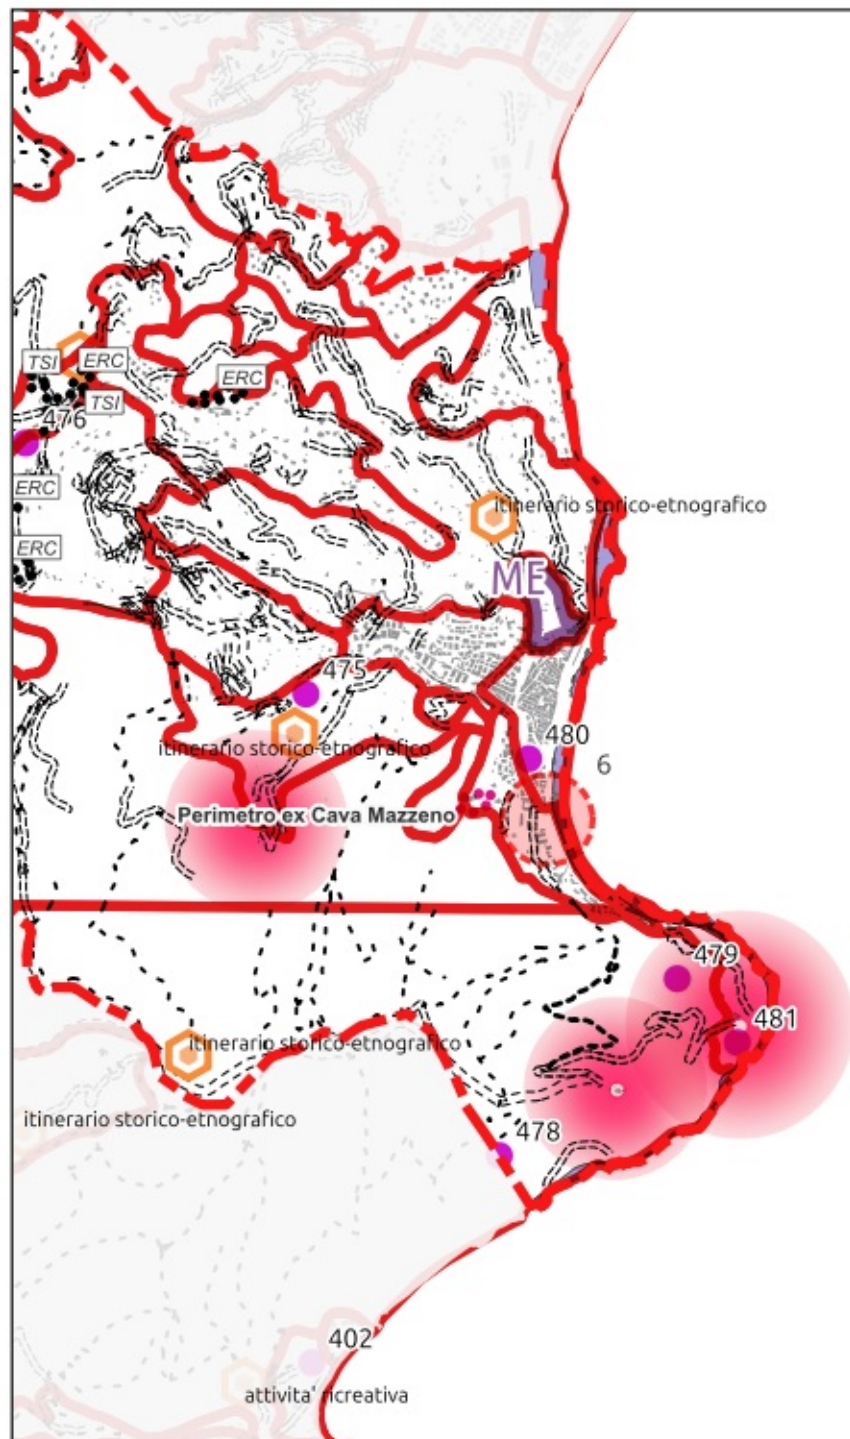 TSI
ERC
ERC
TSI
476
ERC
itinerario storico-etnografico
ERC
ME
475
480
itinerario storico-etnografico
6
Perimetro ex Cava Mazzeno
479
481
itinerario storico-etnografico
itinerario storico-etnografico
478
402
attivita' ricreativa